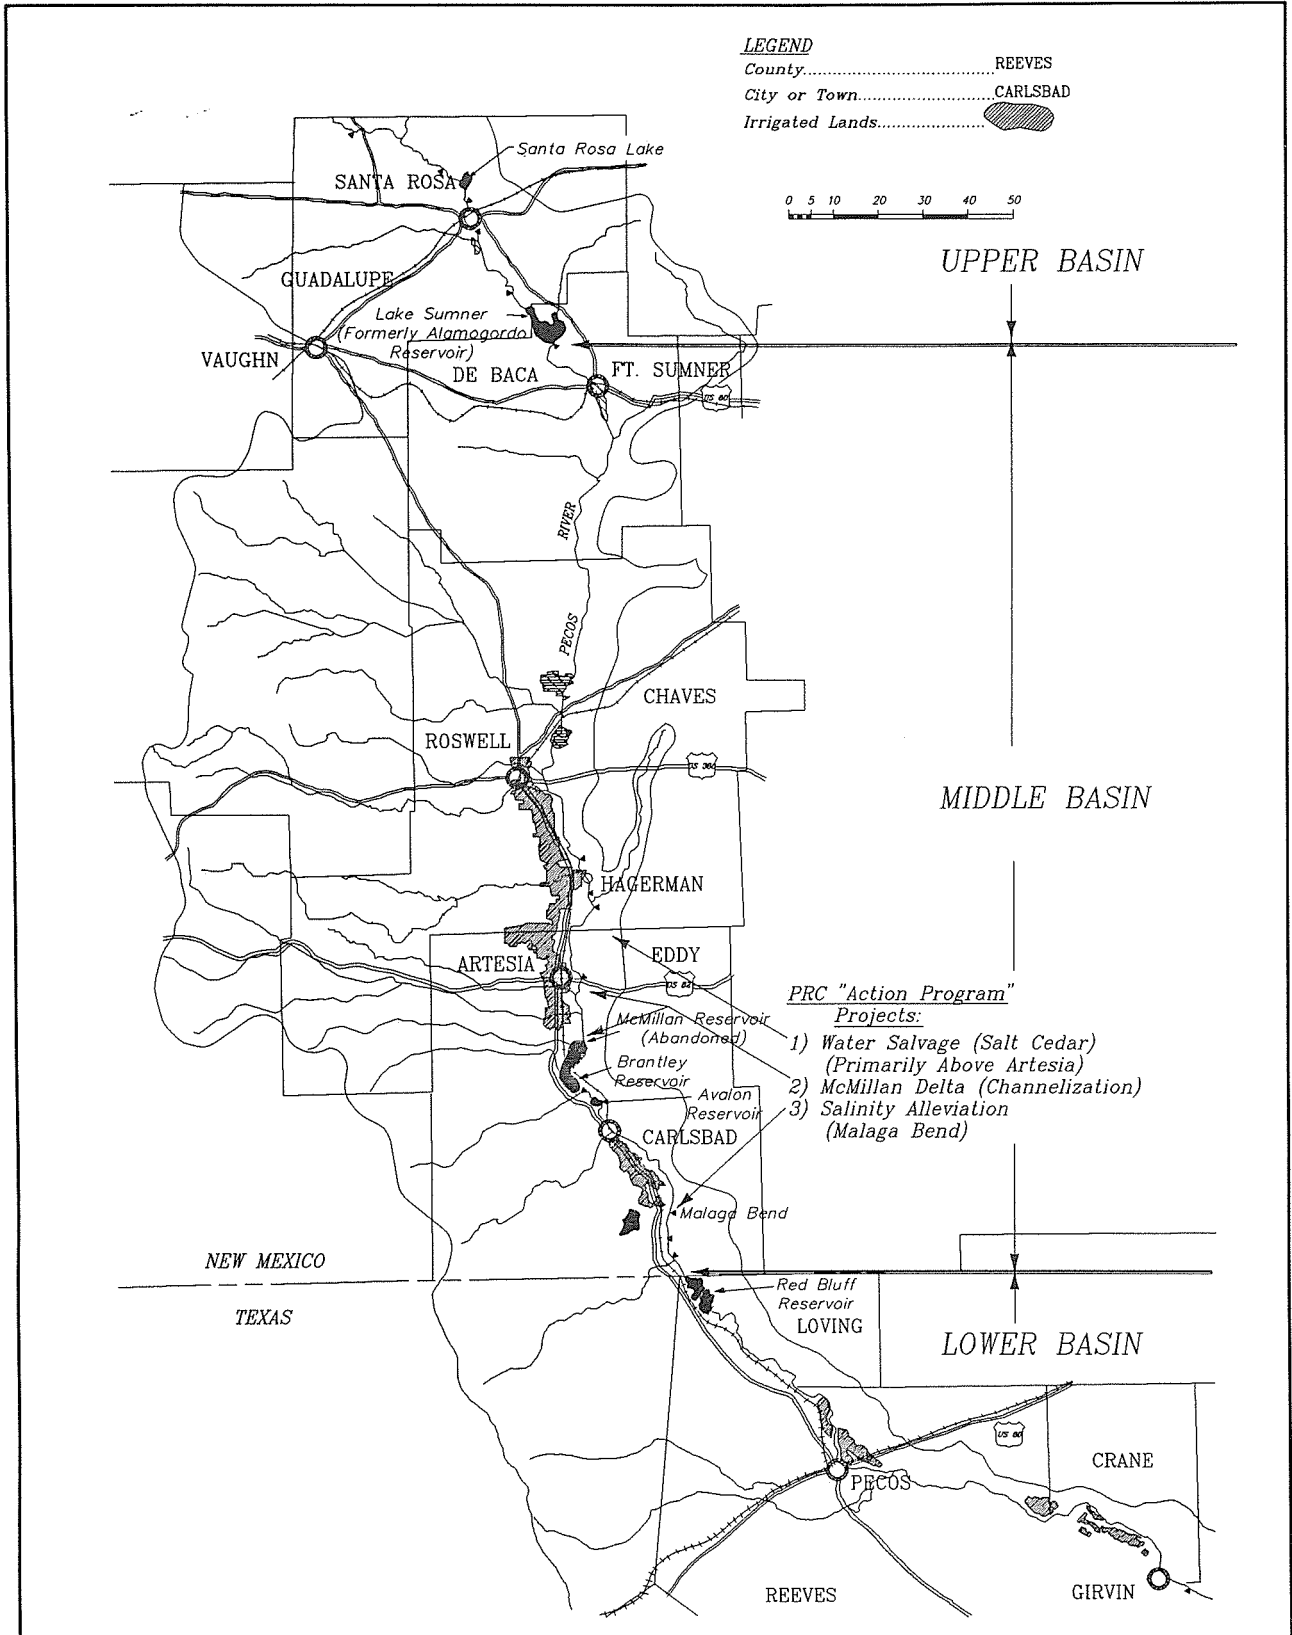 LEGEND
County..................................... REEVES
City or Town.......................... CARLSBAD
Irrigated Lands.....................
0 5 10 20 30 40 50
Santa Rosa Lake
SANTA ROSA
UPPER BASIN
GUADALUPE
Lake Sumner
(Formerly Alamogordo
Reservoir)
VAUGHN
DE BACA
FT. SUMNER
US 60
RIVER
PECOS
CHAVES
ROSWELL
US 380
MIDDLE BASIN
HAGERMAN
EDDY
ARTESIA
US 82
PRC "Action Program"
Projects:
1) Water Salvage (Salt Cedar)
(Primarily Above Artesia)
2) McMillan Delta (Channelization)
3) Salinity Alleviation
(Malaga Bend)
McMillan Reservoir
(Abandoned)
Brantley
Reservoir
Avalon
Reservoir
CARLSBAD
Malaga Bend
NEW MEXICO
TEXAS
Red Bluff
Reservoir
LOVING
LOWER BASIN
US 80
CRANE
PECOS
REEVES
GIRVIN